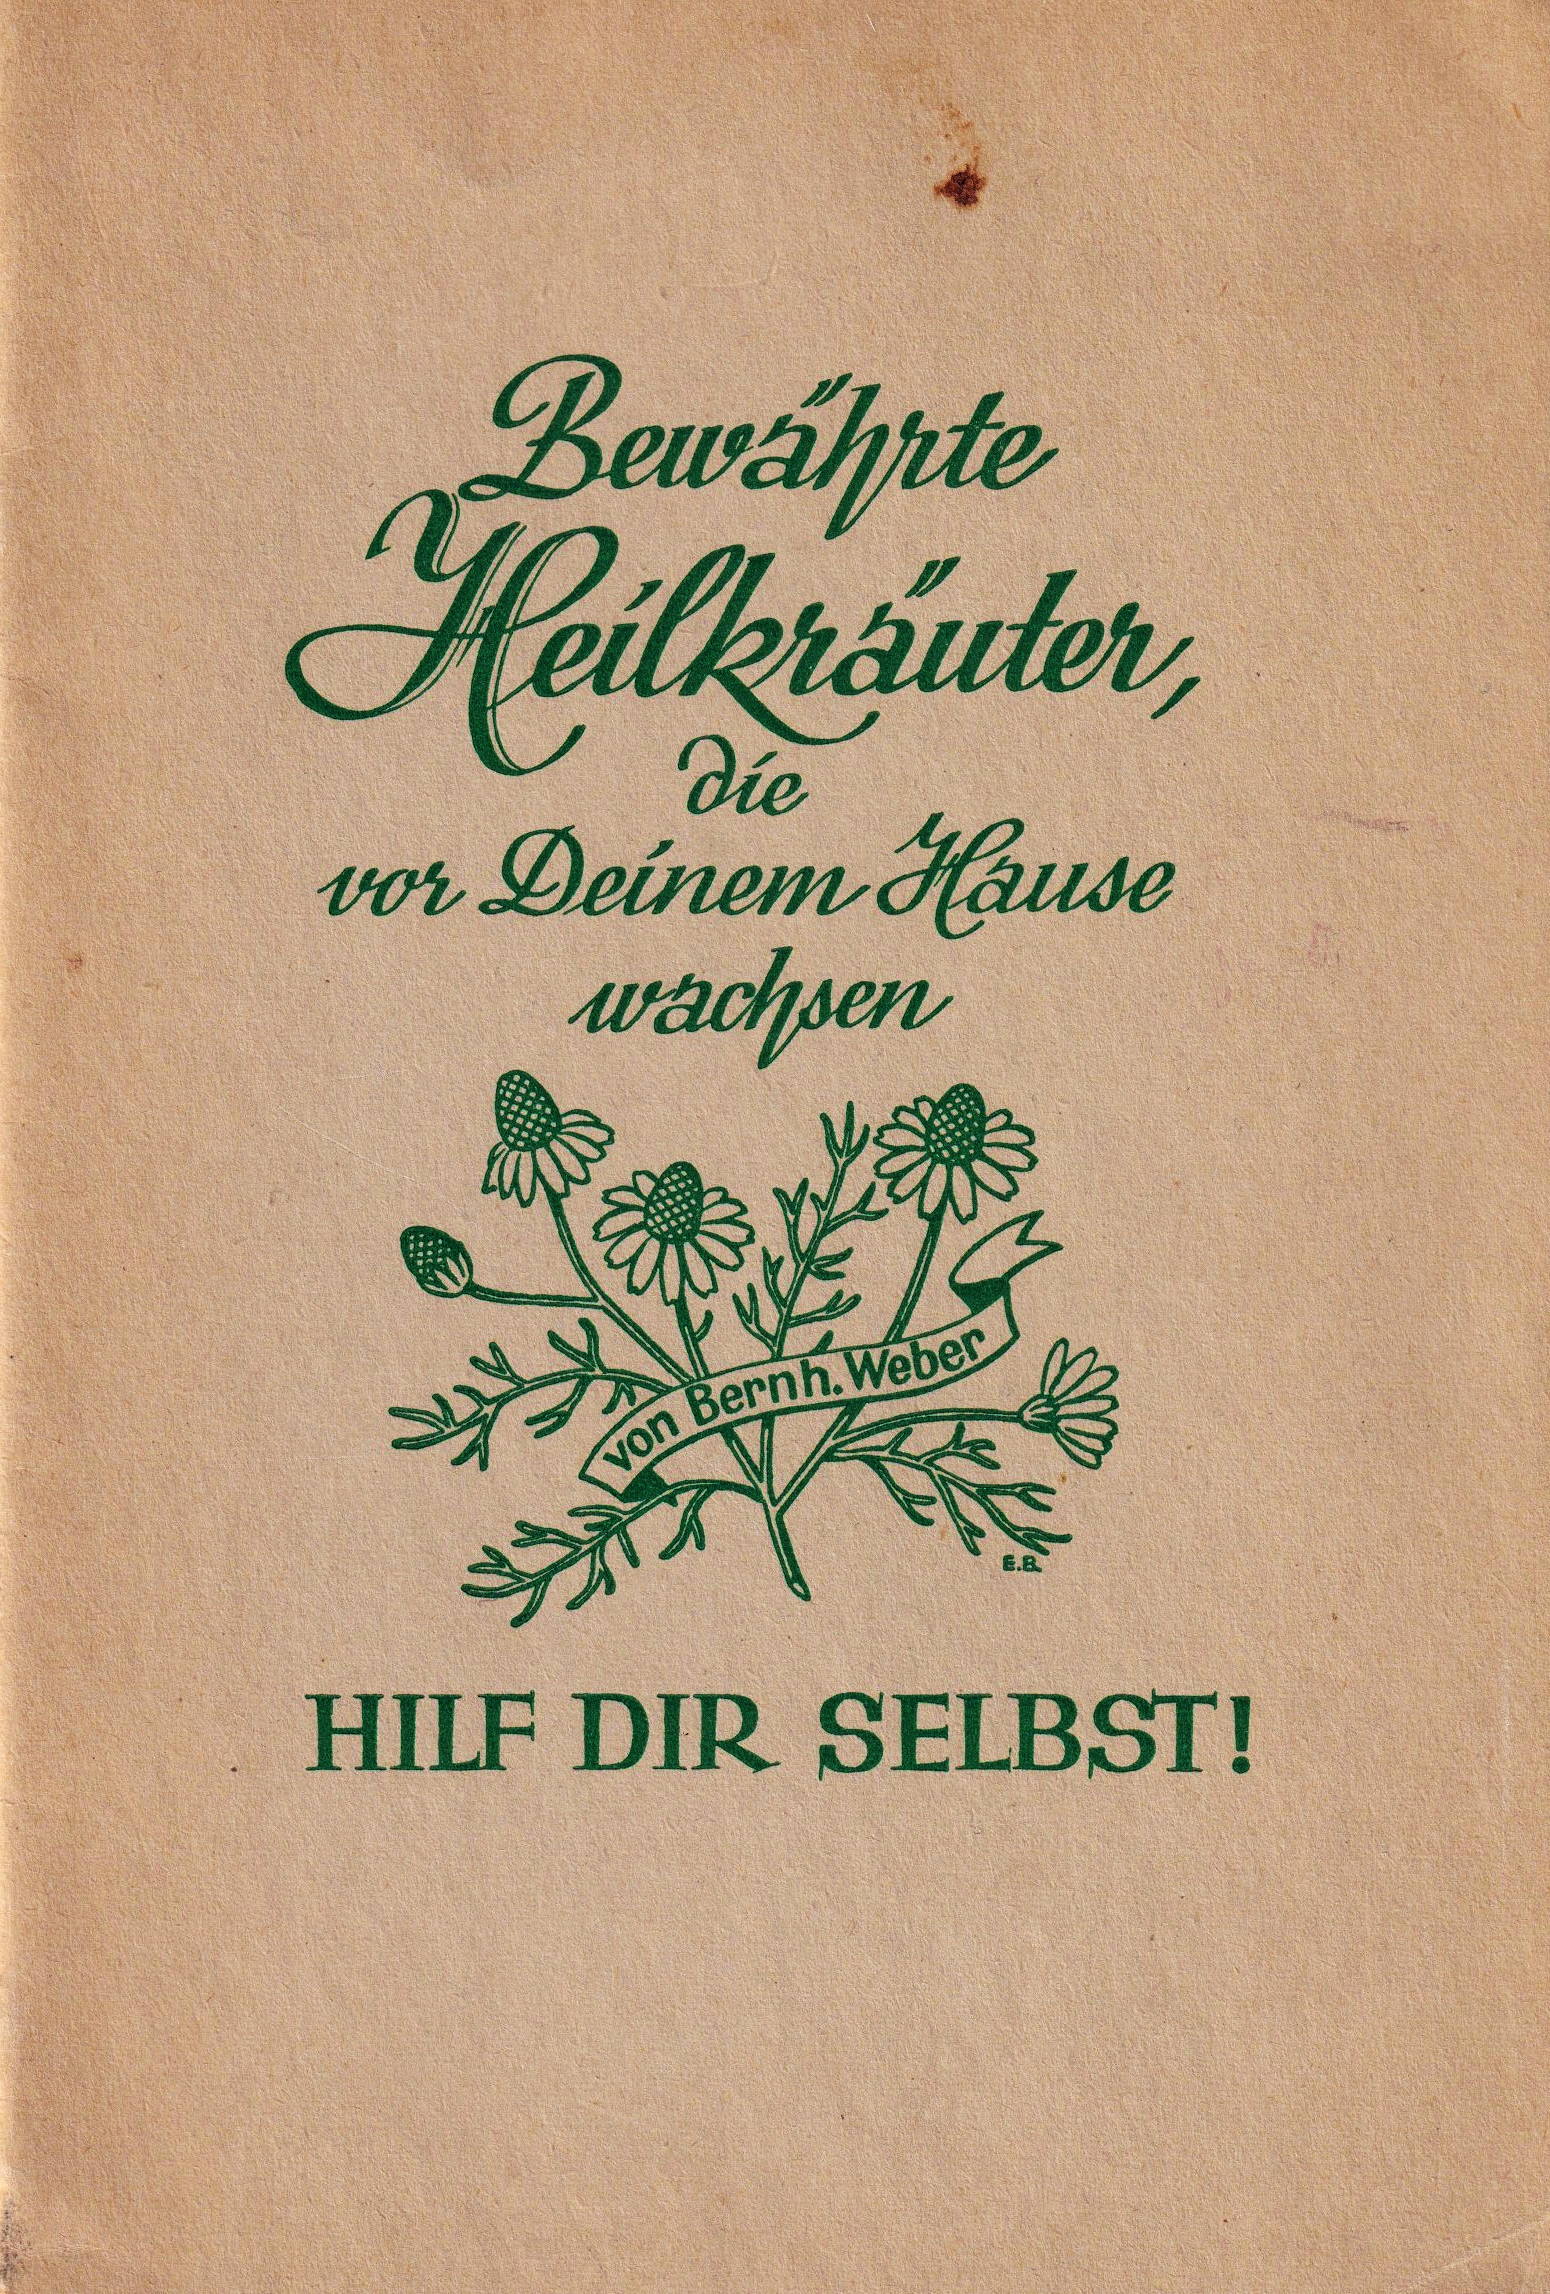 Bewährte
Heilkräuter,
die
vor Deinem Hause
wachsen
von Bernh. Weber
E.B.
HILF DIR SELBST!